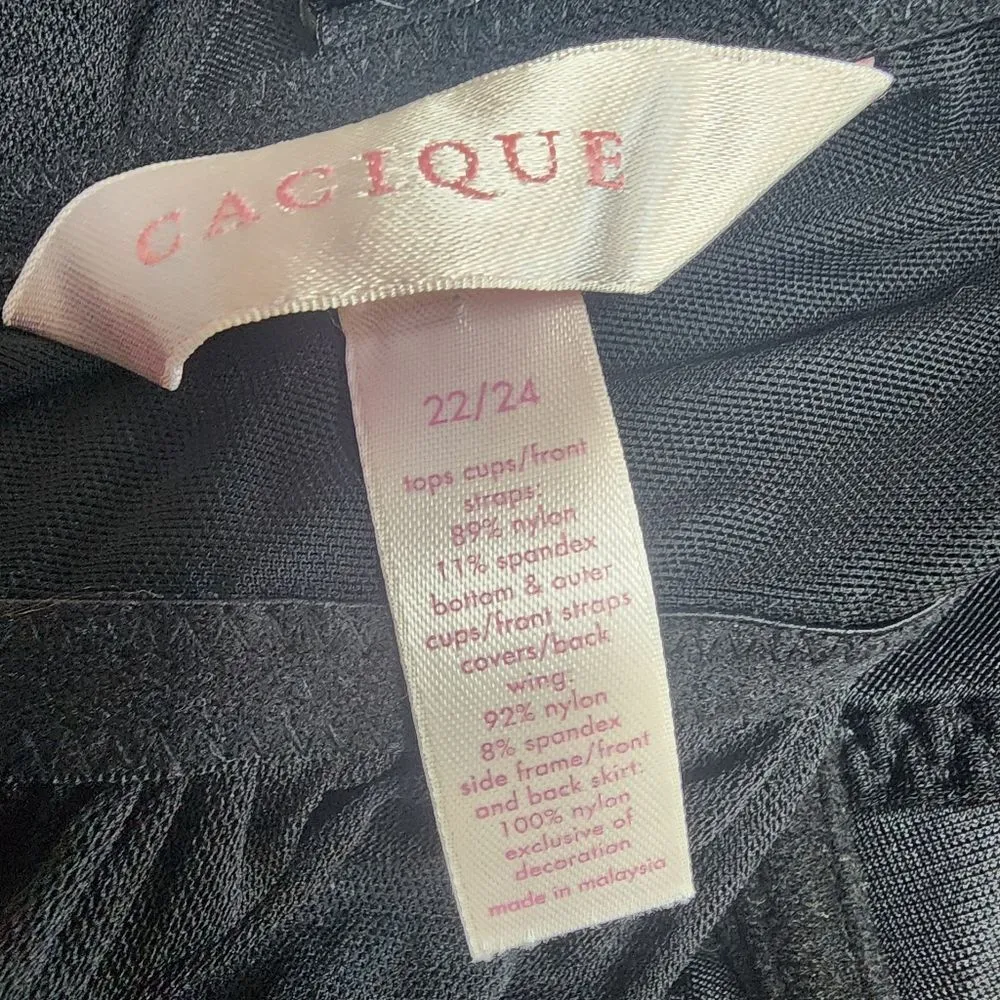 CACIQUE
22/24
tops cups/front
straps:
89% nylon
11% spandex
bottom & outer
cups/front straps
covers/back
wing:
92% nylon
8% spandex
side frame/front
and back skirt:
100% nylon
exclusive of
decoration
made in malaysia